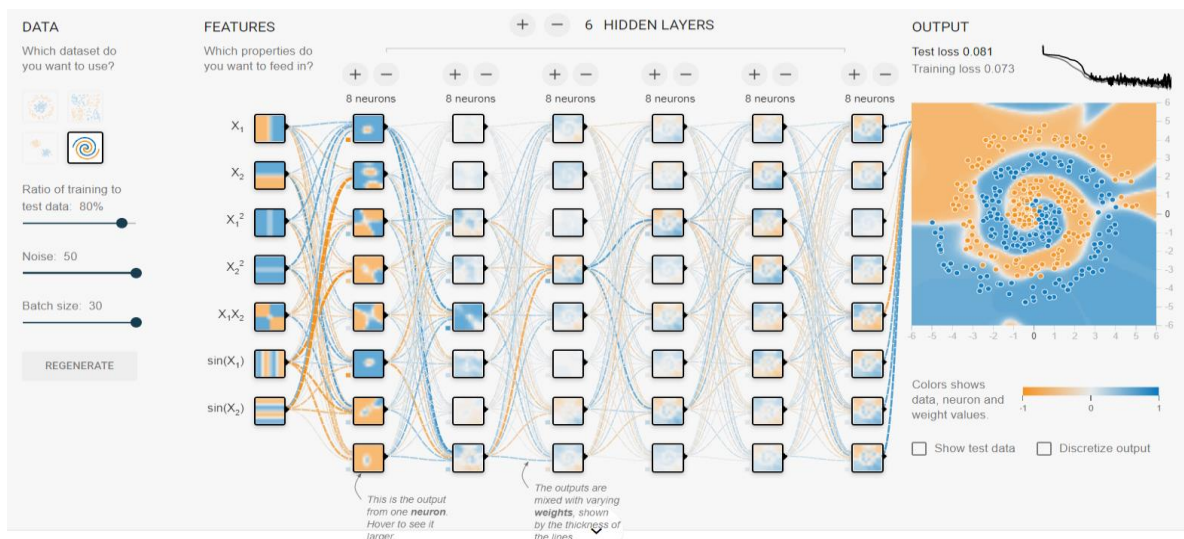 DATA
Which dataset do
you want to use?
Ratio of training to
test data: 80%
Noise: 50
Batch size: 30
REGENERATE
FEATURES
Which properties do
you want to feed in?
X1
X2
X1²
X2²
X1X2
sin(X1)
sin(X2)
+ − 6 HIDDEN LAYERS
+ − + − + − + − + − + −
8 neurons 8 neurons 8 neurons 8 neurons 8 neurons 8 neurons
This is the output
from one neuron.
Hover to see it
larger.
The outputs are
mixed with varying
weights, shown
by the thickness of
the lines.
OUTPUT
Test loss 0.081
Training loss 0.073
6
5
4
3
2
1
0
-1
-2
-3
-4
-5
-6
-6 -5 -4 -3 -2 -1 0 1 2 3 4 5 6
Colors shows
data, neuron and
weight values.
-1 0 1
Show test data Discretize output